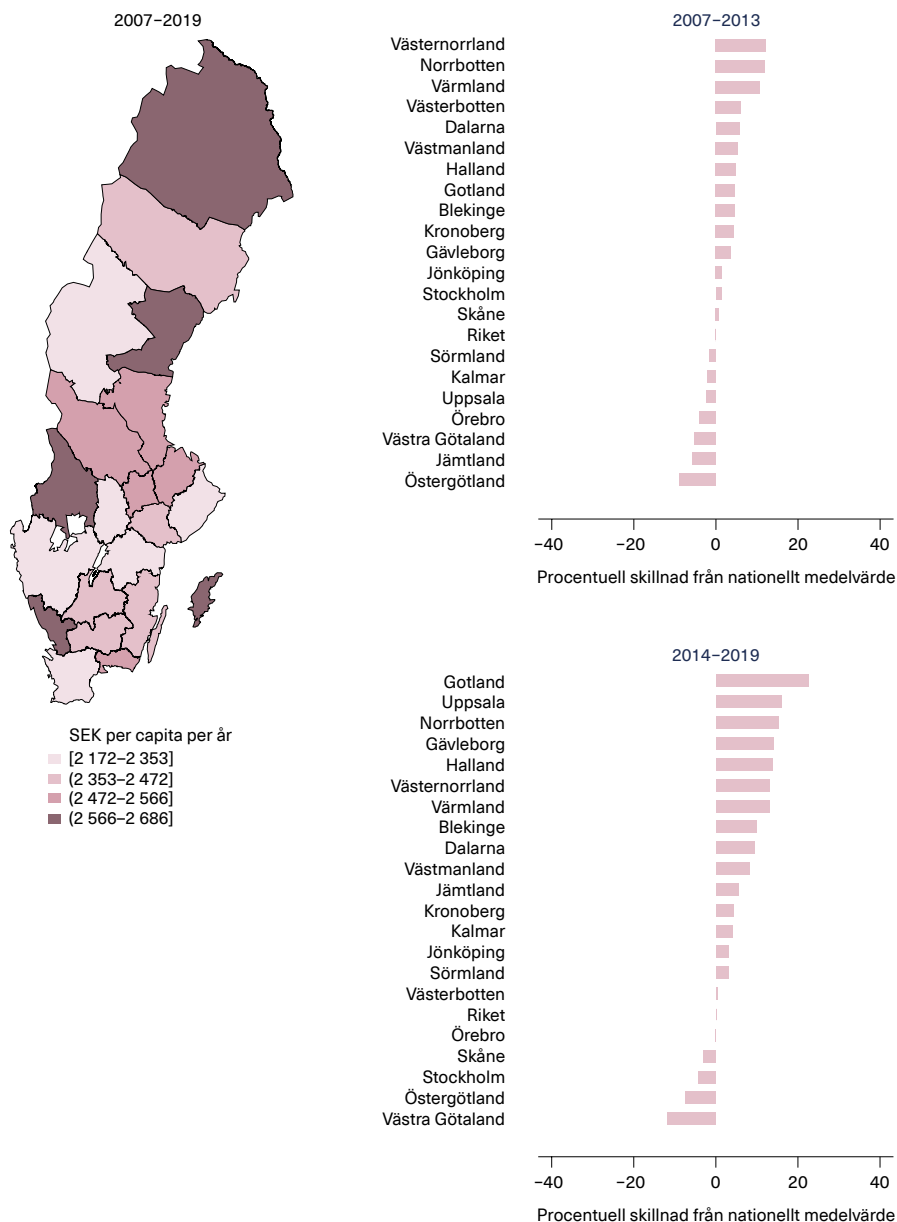 2007–2019
SEK per capita per år
[2 172–2 353]
(2 353–2 472]
(2 472–2 566]
(2 566–2 686]
2007–2013
Västernorrland
Norrbotten
Värmland
Västerbotten
Dalarna
Västmanland
Halland
Gotland
Blekinge
Kronoberg
Gävleborg
Jönköping
Stockholm
Skåne
Riket
Sörmland
Kalmar
Uppsala
Örebro
Västra Götaland
Jämtland
Östergötland
−40 −20 0 20 40
Procentuell skillnad från nationellt medelvärde
2014–2019
Gotland
Uppsala
Norrbotten
Gävleborg
Halland
Västernorrland
Värmland
Blekinge
Dalarna
Västmanland
Jämtland
Kronoberg
Kalmar
Jönköping
Sörmland
Västerbotten
Riket
Örebro
Skåne
Stockholm
Östergötland
Västra Götaland
−40 −20 0 20 40
Procentuell skillnad från nationellt medelvärde